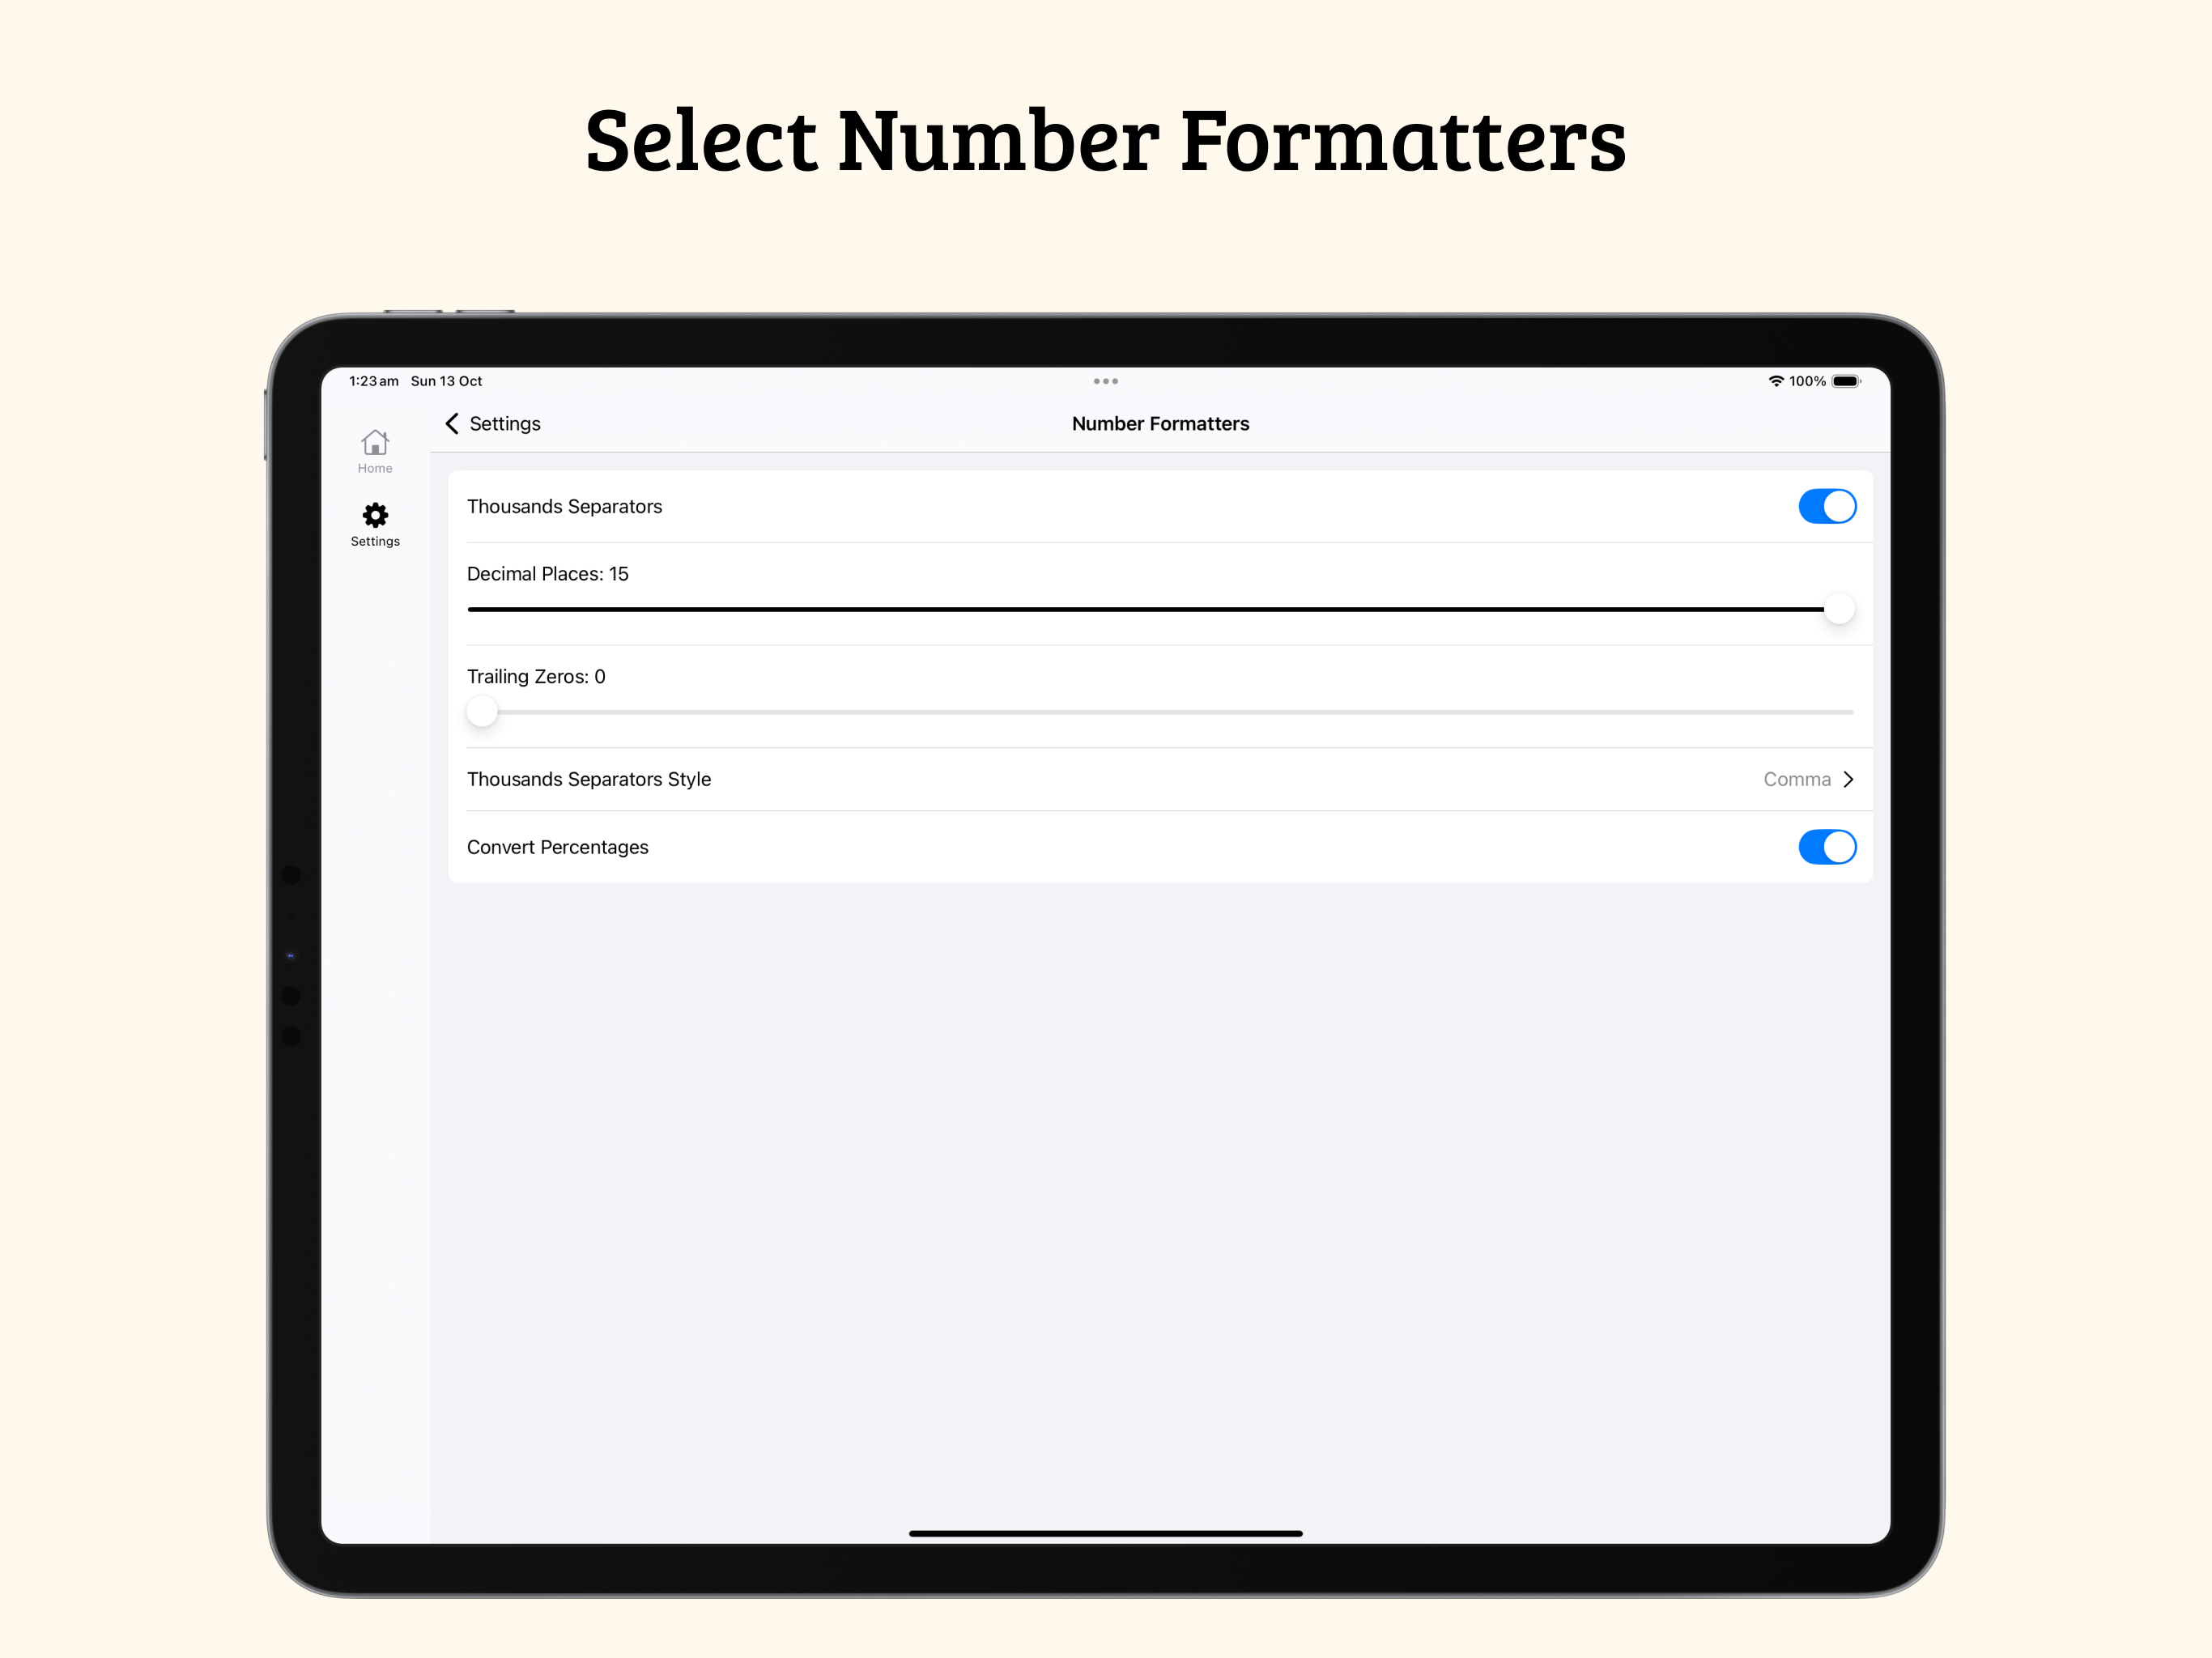 Select Number Formatters
1:23 am Sun 13 Oct
100%
Home
Settings
Settings
Number Formatters
Thousands Separators
Decimal Places: 15
Trailing Zeros: 0
Thousands Separators Style
Comma
Convert Percentages